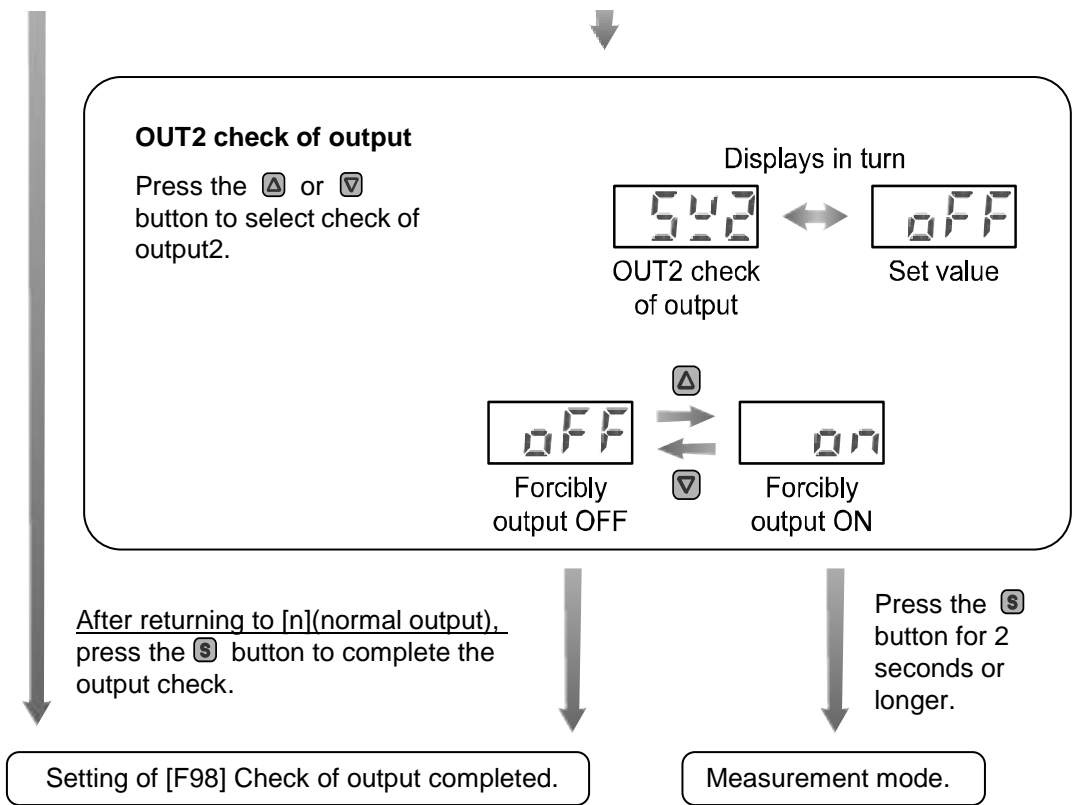 OUT2 check of output
Press the or
button to select check of
output2.
Displays in turn
Sw2 oFF
OUT2 check
of output
Set value
oFF on
Forcibly
output OFF
Forcibly
output ON
After returning to [n](normal output),
press the S button to complete the
output check.
Press the S
button for 2
seconds or
longer.
Setting of [F98] Check of output completed.
Measurement mode.